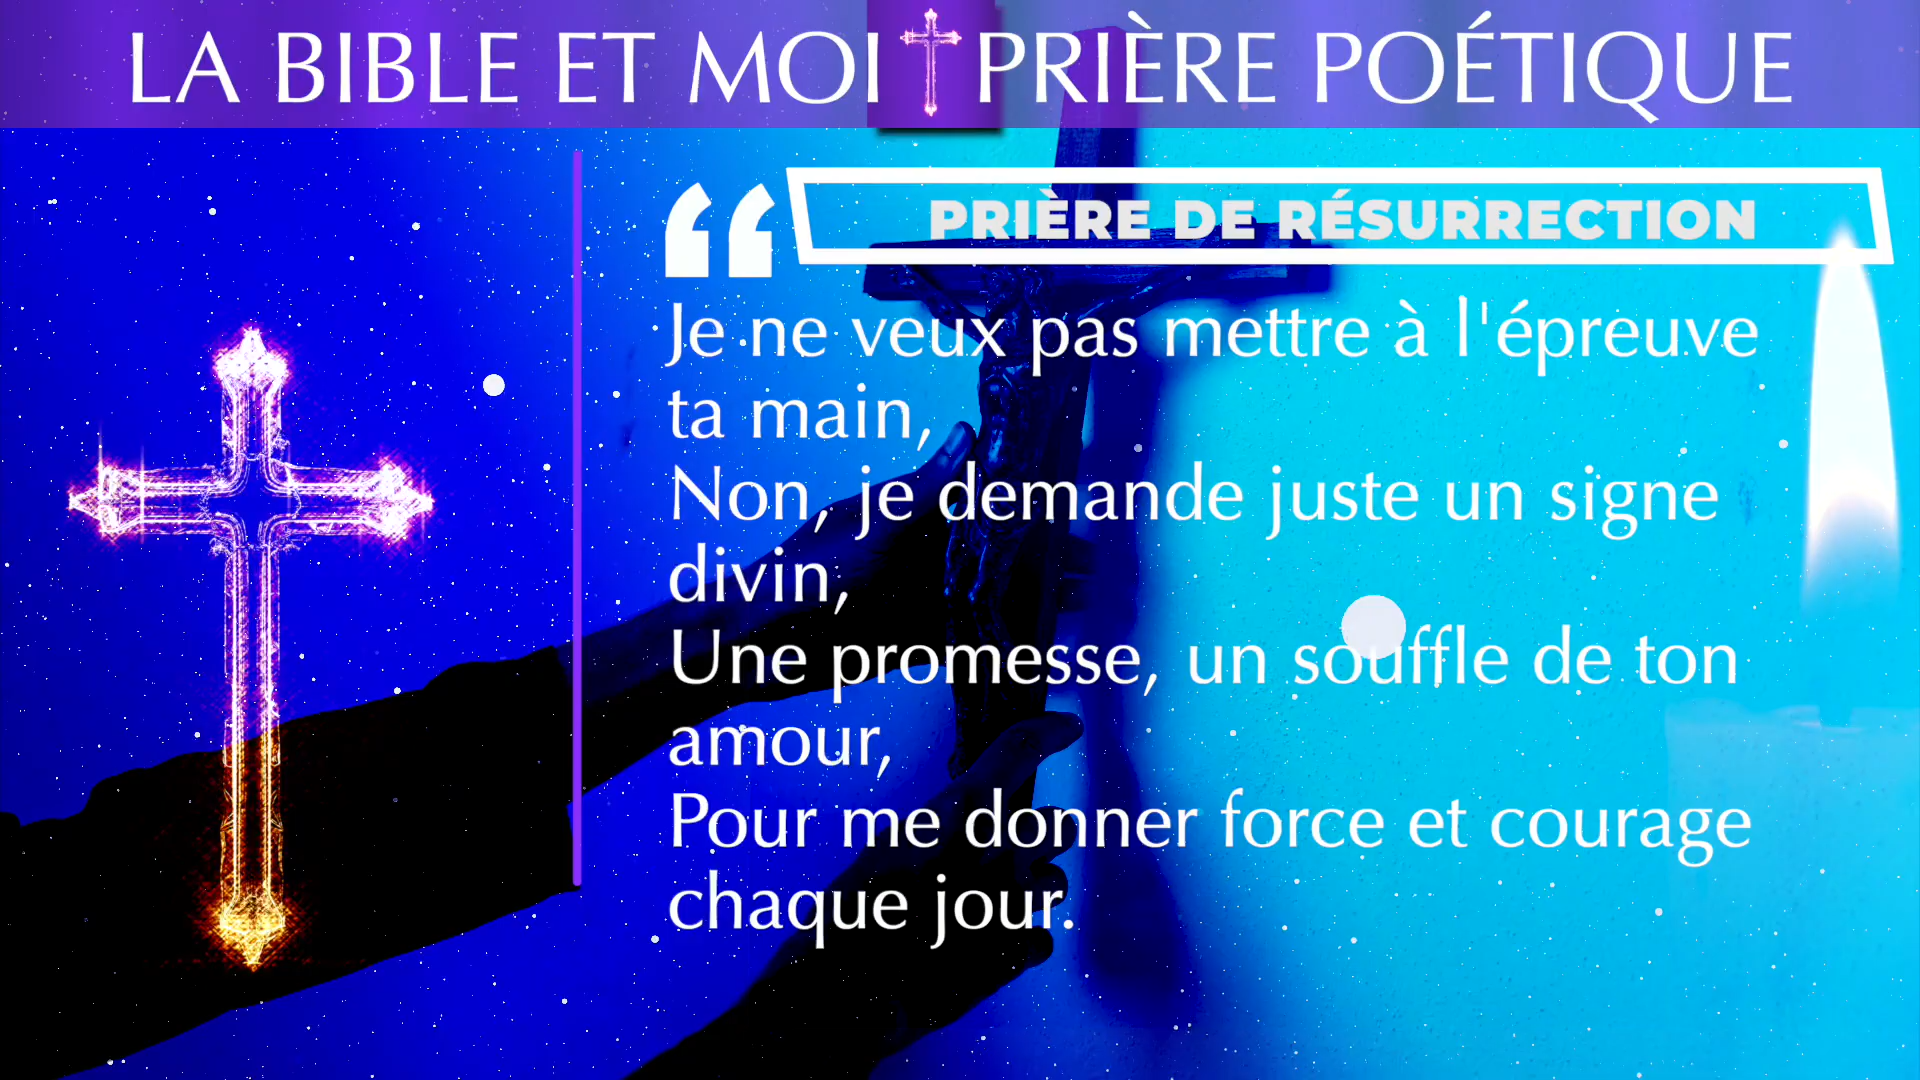 LA BIBLE ET MOI PRIÈRE POÉTIQUE
PRIÈRE DE RÉSURRECTION
Je ne veux pas mettre à l'épreuve
ta main,
Non, je demande juste un signe
divin,
Une promesse, un souffle de ton
amour,
Pour me donner force et courage
chaque jour.